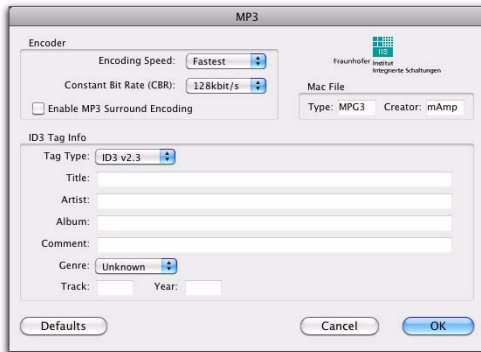 MP3
Encoder
Encoding Speed: Fastest
Constant Bit Rate (CBR): 128kbit/s
Enable MP3 Surround Encoding
IIS
Fraunhofer Institut
Integrierte Schaltungen
Mac File
Type: MPG3 Creator: mAmp
ID3 Tag Info
Tag Type: ID3 v2.3
Title:
Artist:
Album:
Comment:
Genre: Unknown
Track: Year:
Defaults Cancel OK